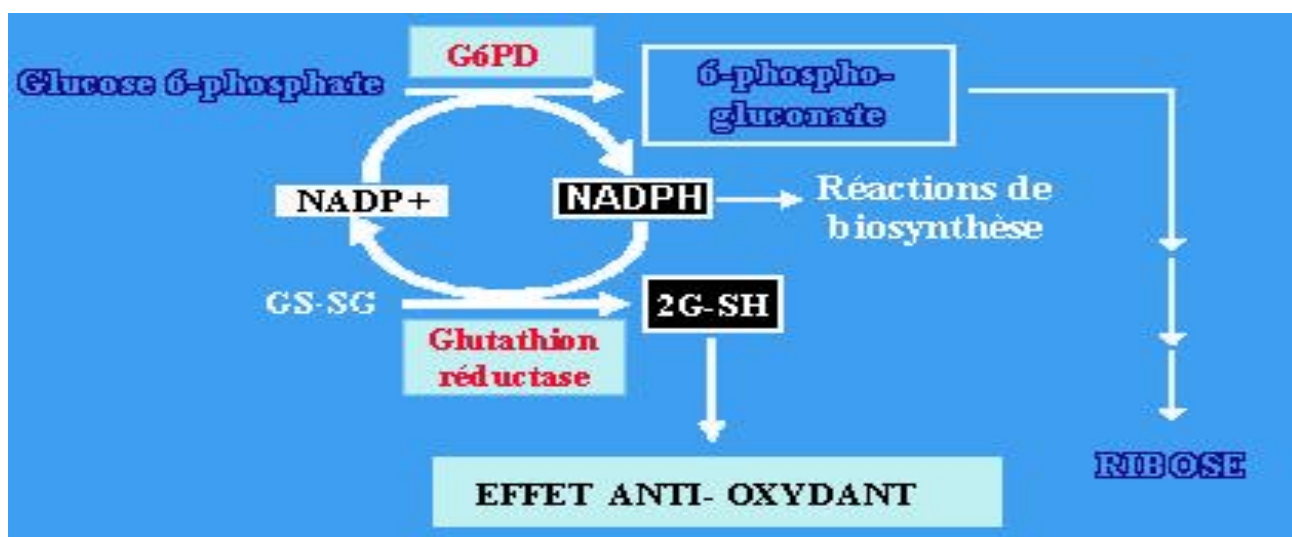 G6PD
Glucose 6-phosphate
6-phospho-
gluconate
NADP+
NADPH
Réactions de
biosynthèse
GS-SG
2G-SH
Glutathion
réductase
RIBOSE
EFFET ANTI- OXYDANT